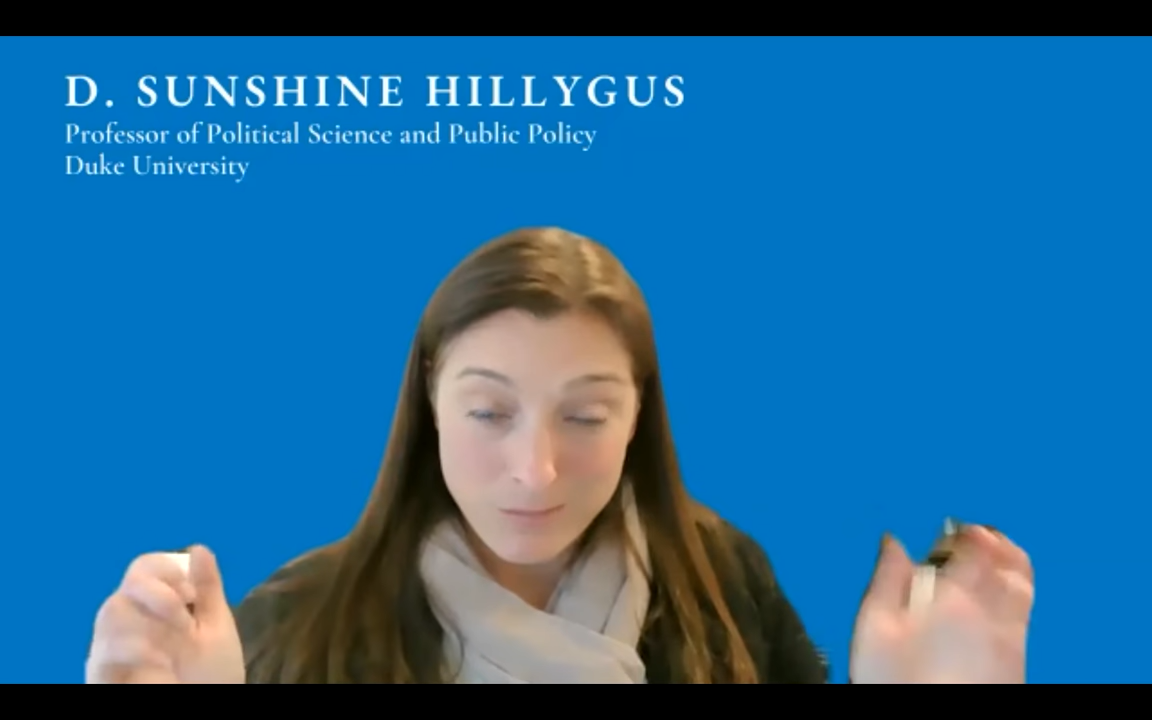 D. SUNSHINE HILLYGUS
Professor of Political Science and Public Policy
Duke University